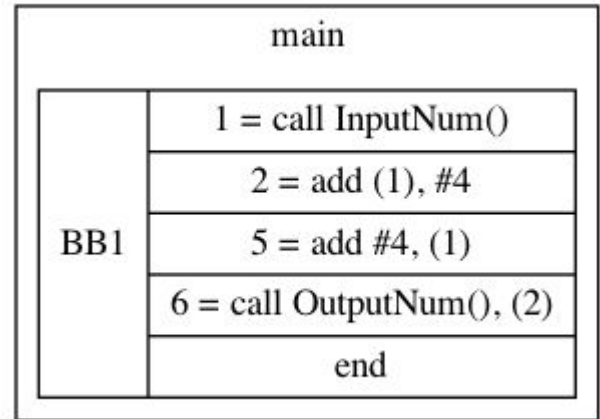 main
BB1
1 = call InputNum()
2 = add (1), #4
5 = add #4, (1)
6 = call OutputNum(), (2)
end